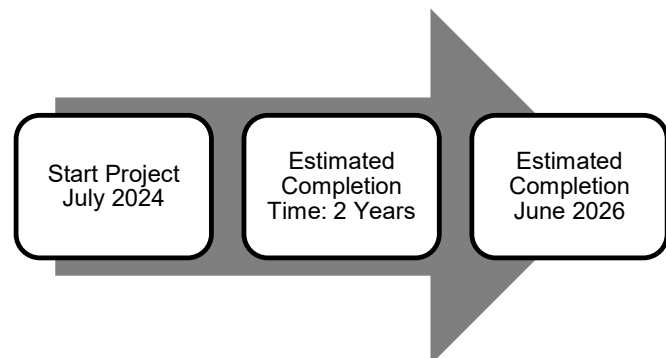 Start Project
July 2024
Estimated
Completion
Time: 2 Years
Estimated
Completion
June 2026